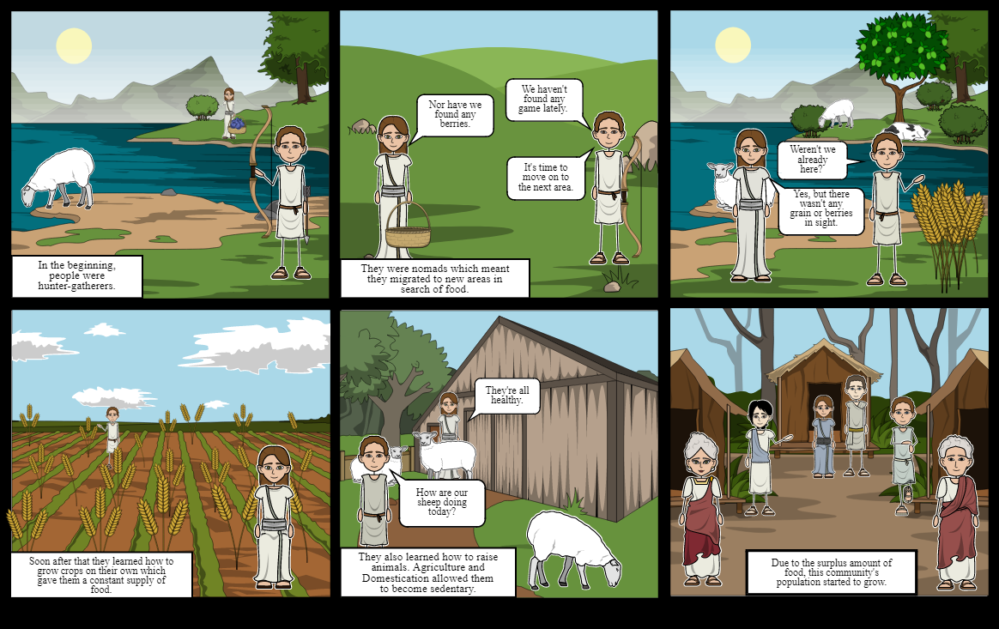 In the beginning,
people were
hunter-gatherers.
Nor have we
found any
berries.
We haven't
found any
game lately.
It's time to
move on to
the next area.
They were nomads which meant
they migrated to new areas in
search of food.
Weren't we
already
here?
Yes, but there
wasn't any
grain or berries
in sight.
Soon after that they learned how to
grow crops on their own which
gave them a constant supply of
food.
They're all
healthy.
How are our
sheep doing
today?
They also learned how to raise
animals. Agriculture and
Domestication allowed them
to become sedentary.
Due to the surplus amount of
food, this community's
population started to grow.